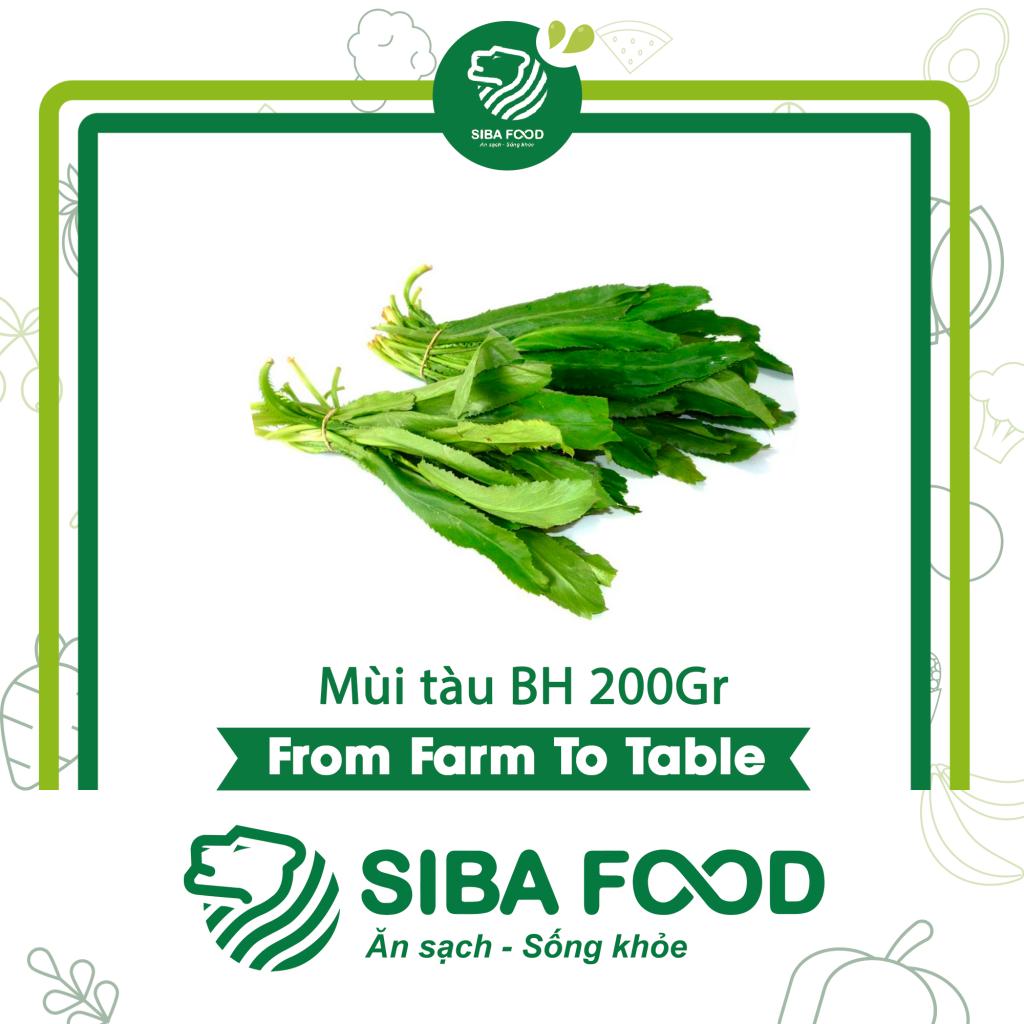 SIBA FOOD
Ăn sạch - Sống khỏe
Mùi tàu BH 200Gr
From Farm To Table
SIBA FOOD
Ăn sạch - Sống khỏe